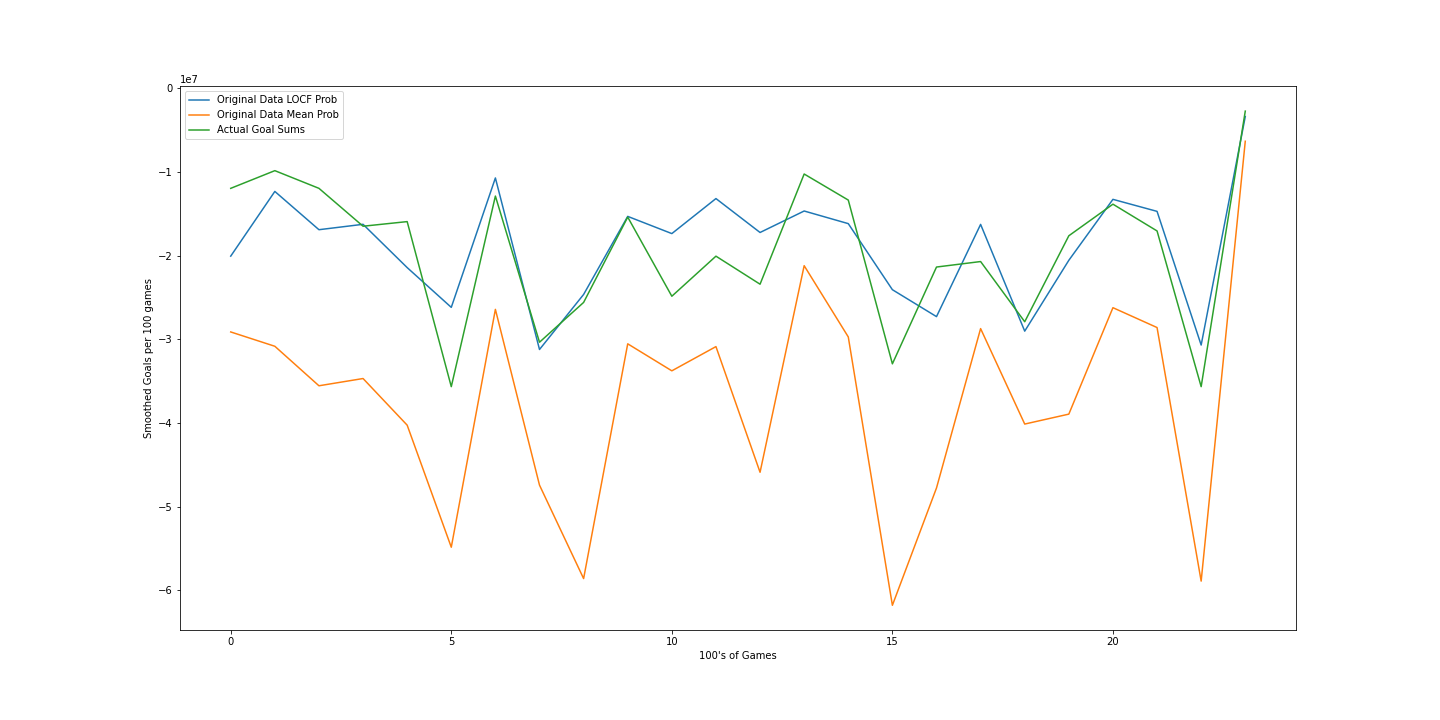 1e7
0
−1
−2
−3
−4
−5
−6
Smoothed Goals per 100 games
Original Data LOCF Prob
Original Data Mean Prob
Actual Goal Sums
0
5
10
15
20
100's of Games